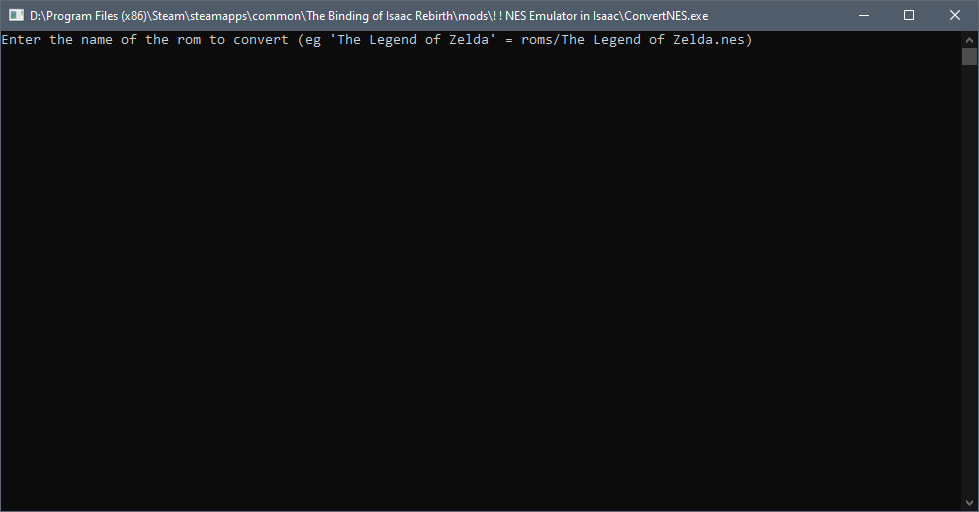 D:\Program Files (x86)\Steam\steamapps\common\The Binding of Isaac Rebirth\mods\! ! NES Emulator in Isaac\ConvertNES.exe
Enter the name of the rom to convert (eg 'The Legend of Zelda' = roms/The Legend of Zelda.nes)